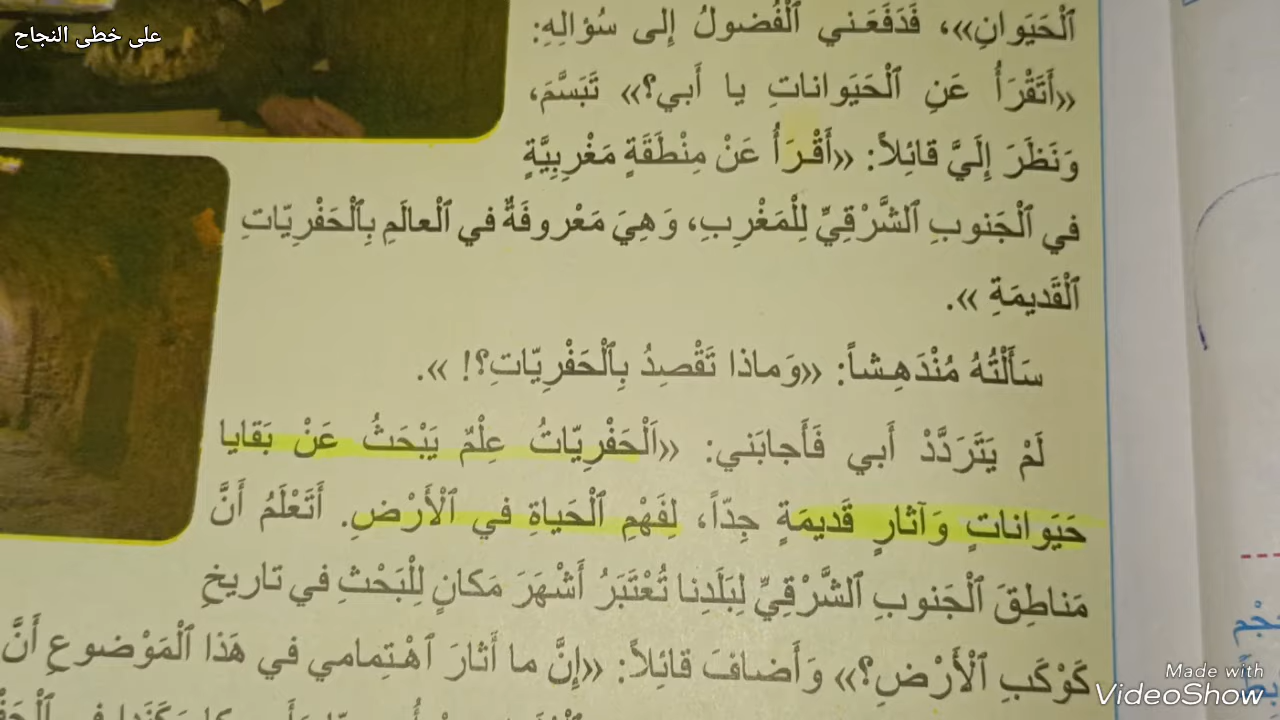 على خطى النجاح
ٱلْحَيَوانِ»، فَدَفَعَني ٱلْفُضولُ إِلى سُؤالِهِ:
«أَتَقْرَأُ عَنِ ٱلْحَيَواناتِ يا أَبي؟» تَبَسَّمَ،
وَنَظَرَ إِلَيَّ قائِلاً: «أَقْرَأُ عَنْ مِنْطَقَةٍ مَغْرِبِيَّةٍ
في ٱلْجَنوبِ ٱلشَّرْقِيِّ لِلْمَغْرِبِ، وَهِيَ مَعْروفَةٌ في ٱلْعالَمِ بِٱلْحَفْرِيّاتِ
ٱلْقَديمَةِ ».
سَأَلْتُهُ مُنْدَهِشاً: «وَماذا تَقْصِدُ بِٱلْحَفْرِيّاتِ؟! ».
لَمْ يَتَرَدَّدْ أَبي فَأَجابَني: «اَلْحَفْرِيّاتُ عِلْمٌ يَبْحَثُ عَنْ بَقايا
حَيَواناتٍ وَآثارٍ قَديمَةٍ جِدّاً، لِفَهْمِ ٱلْحَياةِ في ٱلْأَرْضِ. أَتَعْلَمُ أَنَّ
مَناطِقَ ٱلْجَنوبِ ٱلشَّرْقِيِّ لِبَلَدِنا تُعْتَبَرُ أَشْهَرَ مَكانٍ لِلْبَحْثِ في تاريخِ
كَوْكَبِ ٱلْأَرْضِ؟» وَأَضافَ قائِلاً: «إِنَّ ما أَثارَ ٱهْتِمامي في هَذا ٱلْمَوْضوعِ أَنَّ
Made with
VideoShow